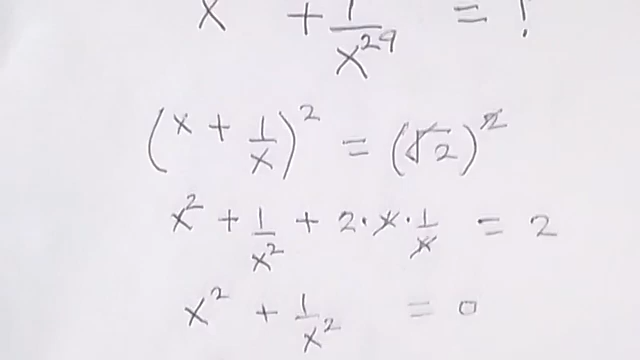 x + 1/x^29 = ?
(x + 1/x)^2 = (√2)^2
x^2 + 1/x^2 + 2 · x · 1/x = 2
x^2 + 1/x^2 = 0